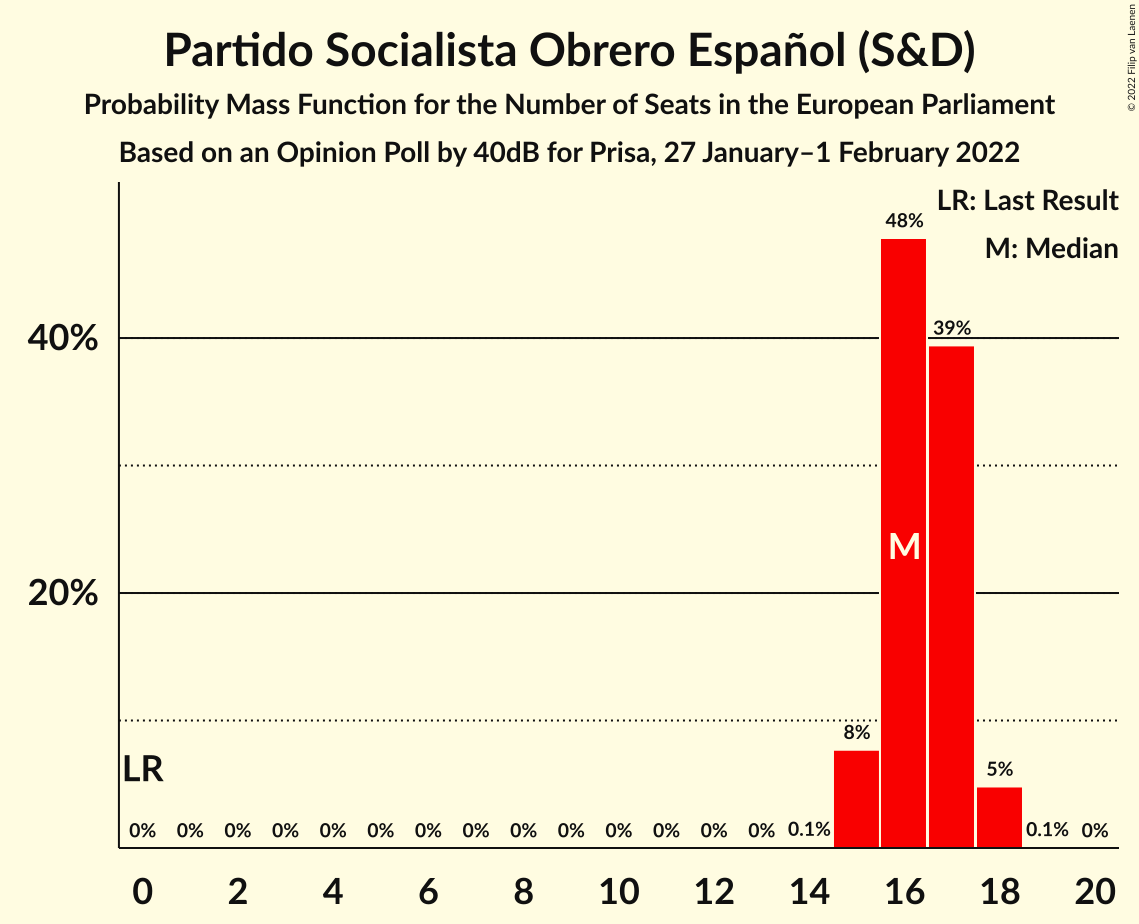 Partido Socialista Obrero Español (S&D)
Probability Mass Function for the Number of Seats in the European Parliament
Based on an Opinion Poll by 40dB for Prisa, 27 January–1 February 2022
© 2022 Filip van Laenen
LR: Last Result
M: Median
48%
39%
40%
M
20%
8%
5%
LR
0% 0% 0% 0% 0% 0% 0% 0% 0% 0% 0% 0% 0% 0% 0.1% 0.1% 0%
0 2 4 6 8 10 12 14 16 18 20